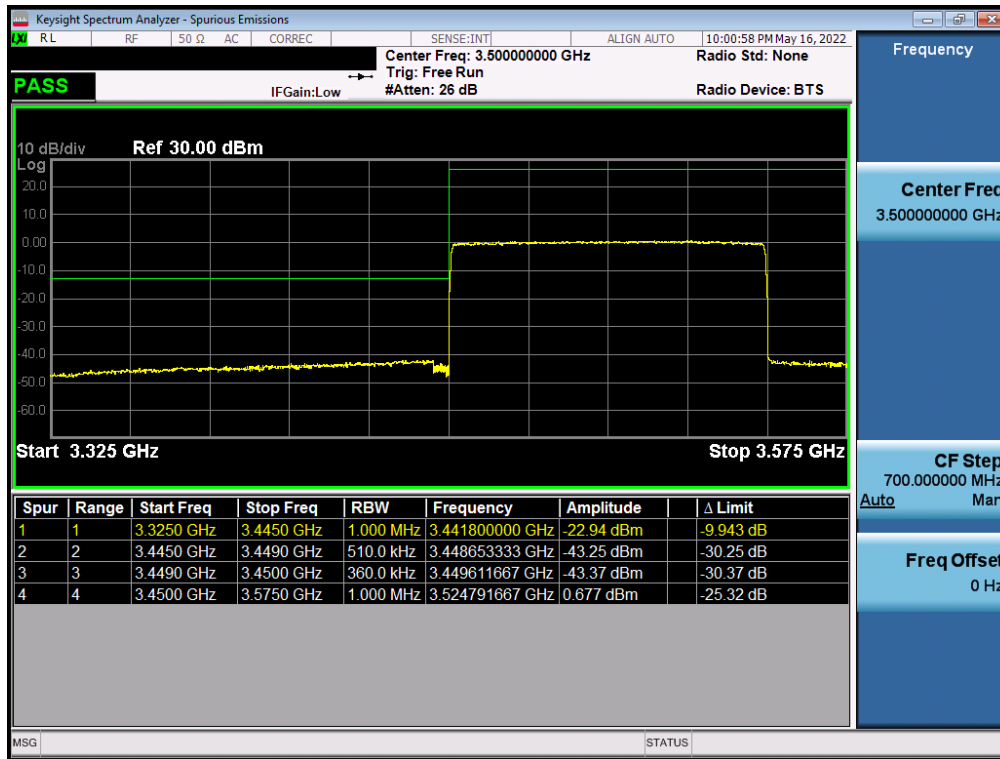 Keysight Spectrum Analyzer - Spurious Emissions
LXI RL RF 50 Ω AC CORREC SENSE:INT ALIGN AUTO 10:00:58 PM May 16, 2022
Center Freq: 3.500000000 GHz Radio Std: None
Trig: Free Run
PASS IFGain:Low #Atten: 26 dB Radio Device: BTS
Frequency
10 dB/div Ref 30.00 dBm
Log
20.0
10.0
0.00
-10.0
-20.0
-30.0
-40.0
-50.0
-60.0
Start 3.325 GHz Stop 3.575 GHz
Spur Range Start Freq Stop Freq RBW Frequency Amplitude Δ Limit
1 1 3.3250 GHz 3.4450 GHz 1.000 MHz 3.441800000 GHz -22.94 dBm -9.943 dB
2 2 3.4450 GHz 3.4490 GHz 510.0 kHz 3.448653333 GHz -43.25 dBm -30.25 dB
3 3 3.4490 GHz 3.4500 GHz 360.0 kHz 3.449611667 GHz -43.37 dBm -30.37 dB
4 4 3.4500 GHz 3.5750 GHz 1.000 MHz 3.524791667 GHz 0.677 dBm -25.32 dB
Center Freq
3.500000000 GHz
CF Step
700.000000 MHz
Auto Man
Freq Offset
0 Hz
MSG STATUS